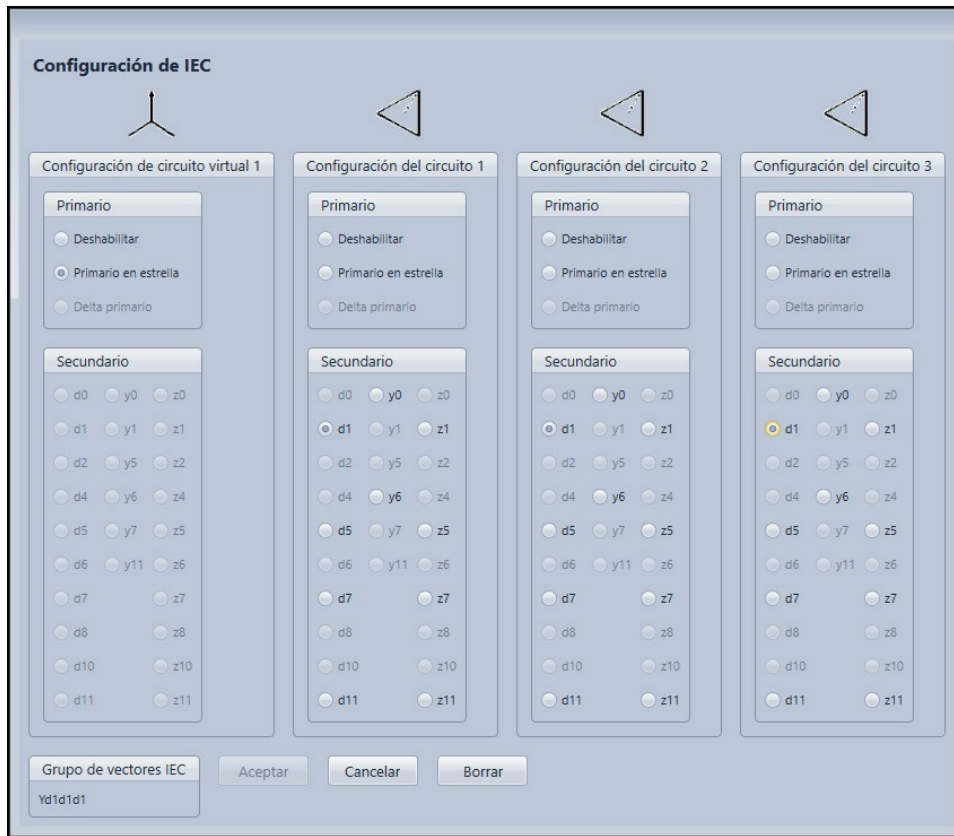 Configuración de IEC
Configuración de circuito virtual 1
Primario
Deshabilitar
Primario en estrella
Delta primario
Secundario
d0 y0 z0
d1 y1 z1
d2 y5 z2
d4 y6 z4
d5 y7 z5
d6 y11 z6
d7 z7
d8 z8
d10 z10
d11 z11
Configuración del circuito 1
Primario
Deshabilitar
Primario en estrella
Delta primario
Secundario
d0 y0 z0
d1 y1 z1
d2 y5 z2
d4 y6 z4
d5 y7 z5
d6 y11 z6
d7 z7
d8 z8
d10 z10
d11 z11
Configuración del circuito 2
Primario
Deshabilitar
Primario en estrella
Delta primario
Secundario
d0 y0 z0
d1 y1 z1
d2 y5 z2
d4 y6 z4
d5 y7 z5
d6 y11 z6
d7 z7
d8 z8
d10 z10
d11 z11
Configuración del circuito 3
Primario
Deshabilitar
Primario en estrella
Delta primario
Secundario
d0 y0 z0
d1 y1 z1
d2 y5 z2
d4 y6 z4
d5 y7 z5
d6 y11 z6
d7 z7
d8 z8
d10 z10
d11 z11
Grupo de vectores IEC
Yd1d1d1
Aceptar
Cancelar
Borrar